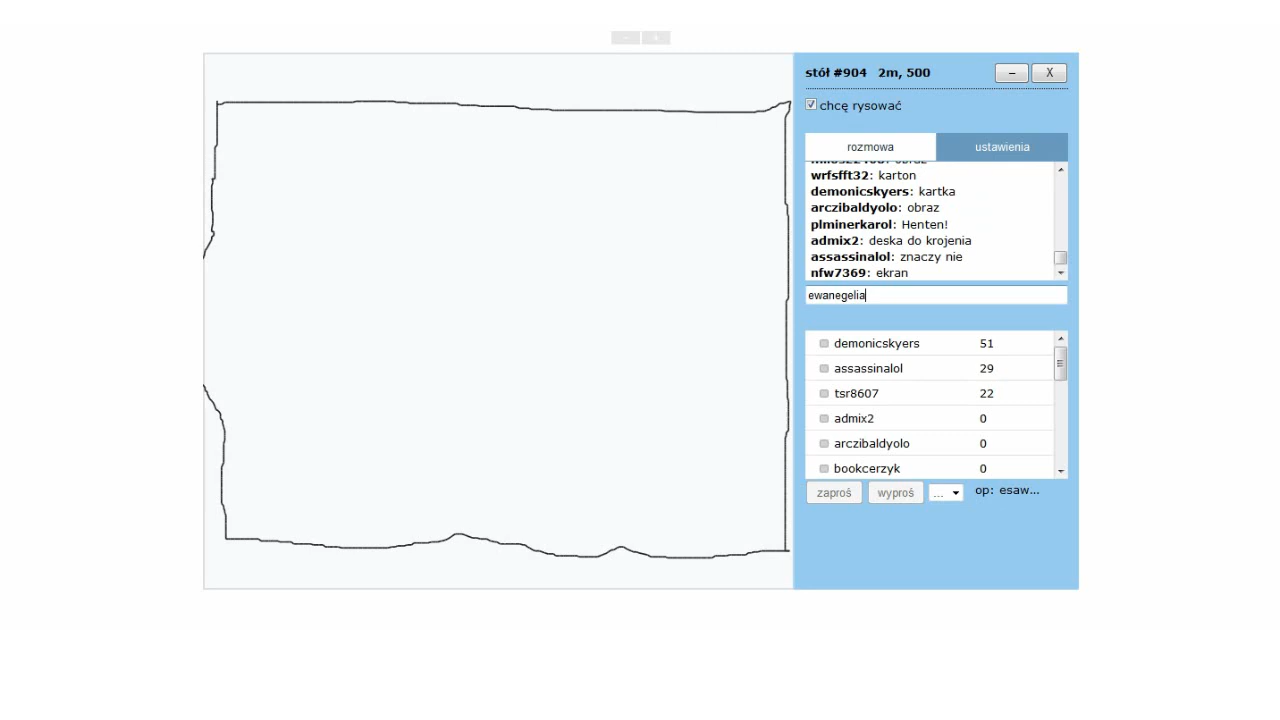 stół #904 2m, 500
– X
chcę rysować
rozmowa ustawienia
wrfsfft32: karton
demonicskyers: kartka
arczibaldyolo: obraz
plminerkarol: Henten!
admix2: deska do krojenia
assassinalol: znaczy nie
nfw7369: ekran
ewanegelia
demonicskyers 51
assassinalol 29
tsr8607 22
admix2 0
arczibaldyolo 0
bookcerzyk 0
zaproś wyproś ... op: esaw...